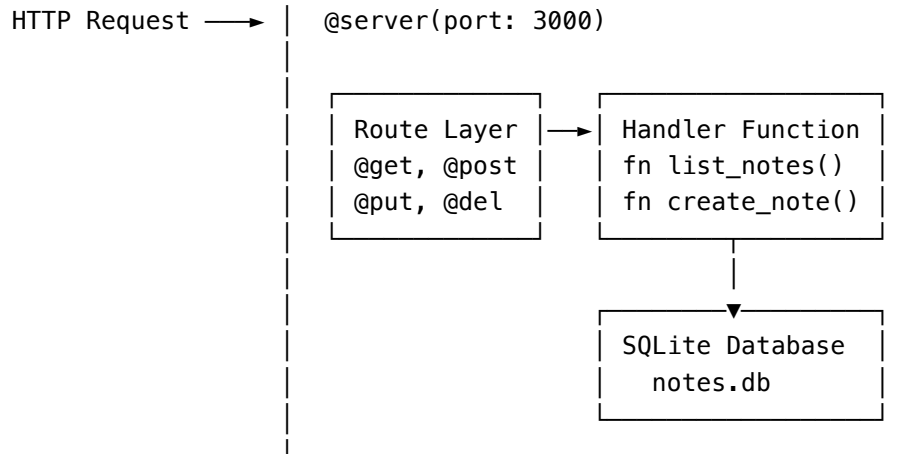 HTTP Request
@server(port: 3000)
Route Layer
@get, @post
@put, @del
Handler Function
fn list_notes()
fn create_note()
SQLite Database
notes.db